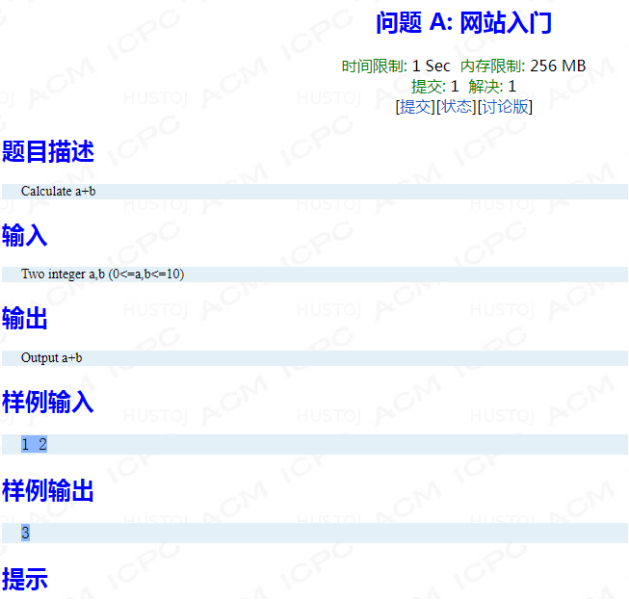 问题 A: 网站入门
时间限制: 1 Sec 内存限制: 256 MB
提交: 1 解决: 1
[提交][状态][讨论版]
题目描述
Calculate a+b
输入
Two integer a,b (0<=a,b<=10)
输出
Output a+b
样例输入
1 2
样例输出
3
提示